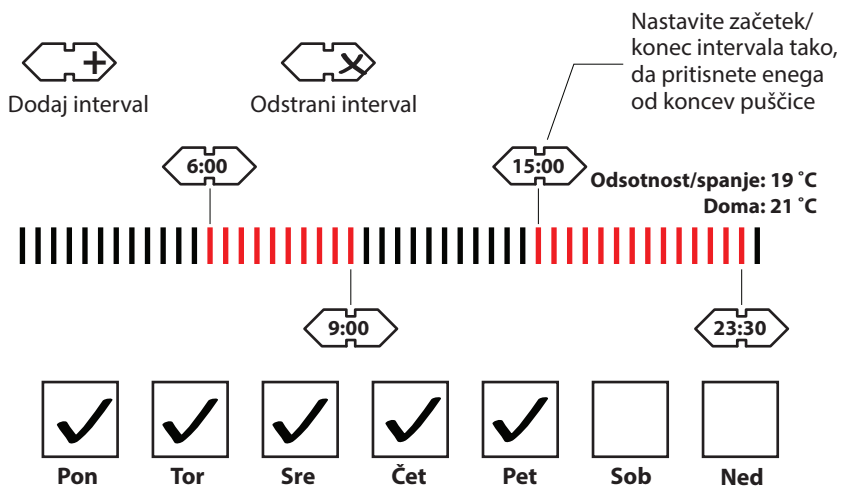 Nastavite začetek/
konec intervala tako,
da pritisnete enega
od koncev puščice
Dodaj interval
Odstrani interval
6:00
15:00
Odsotnost/spanje: 19 ˚C
Doma: 21 ˚C
9:00
23:30
Pon Tor Sre Čet Pet Sob Ned